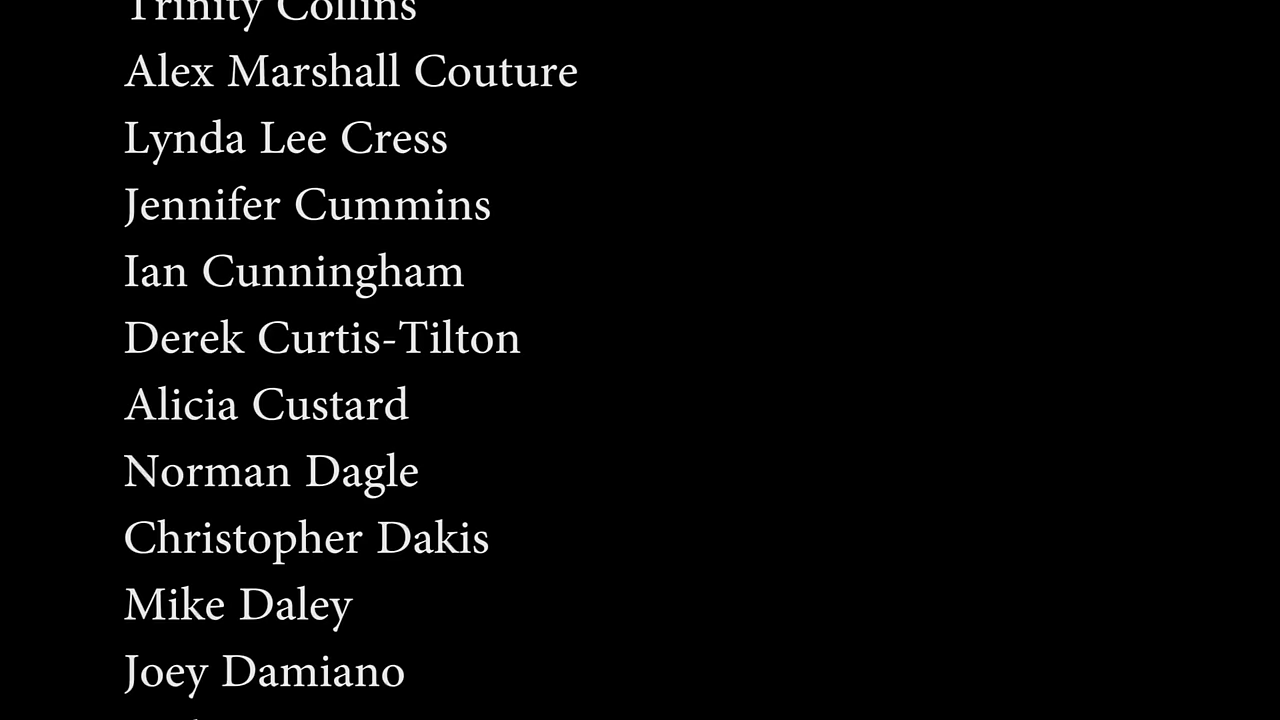 Trinity Collins
Alex Marshall Couture
Lynda Lee Cress
Jennifer Cummins
Ian Cunningham
Derek Curtis-Tilton
Alicia Custard
Norman Dagle
Christopher Dakis
Mike Daley
Joey Damiano